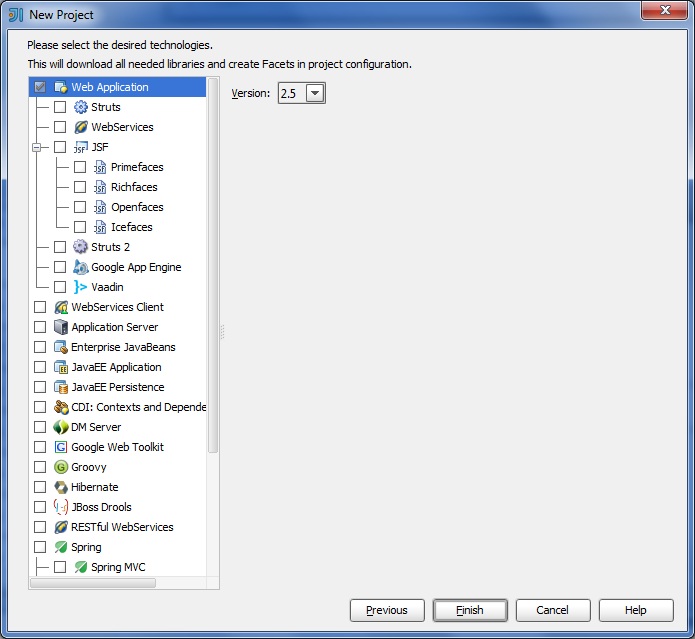 New Project
Please select the desired technologies.
This will download all needed libraries and create Facets in project configuration.
Web Application
Version: 2.5
Struts
WebServices
JSF
Primefaces
Richfaces
Openfaces
Icefaces
Struts 2
Google App Engine
Vaadin
WebServices Client
Application Server
Enterprise JavaBeans
JavaEE Application
JavaEE Persistence
CDI: Contexts and Depende
DM Server
Google Web Toolkit
Groovy
Hibernate
JBoss Drools
RESTful WebServices
Spring
Spring MVC
Previous Finish Cancel Help